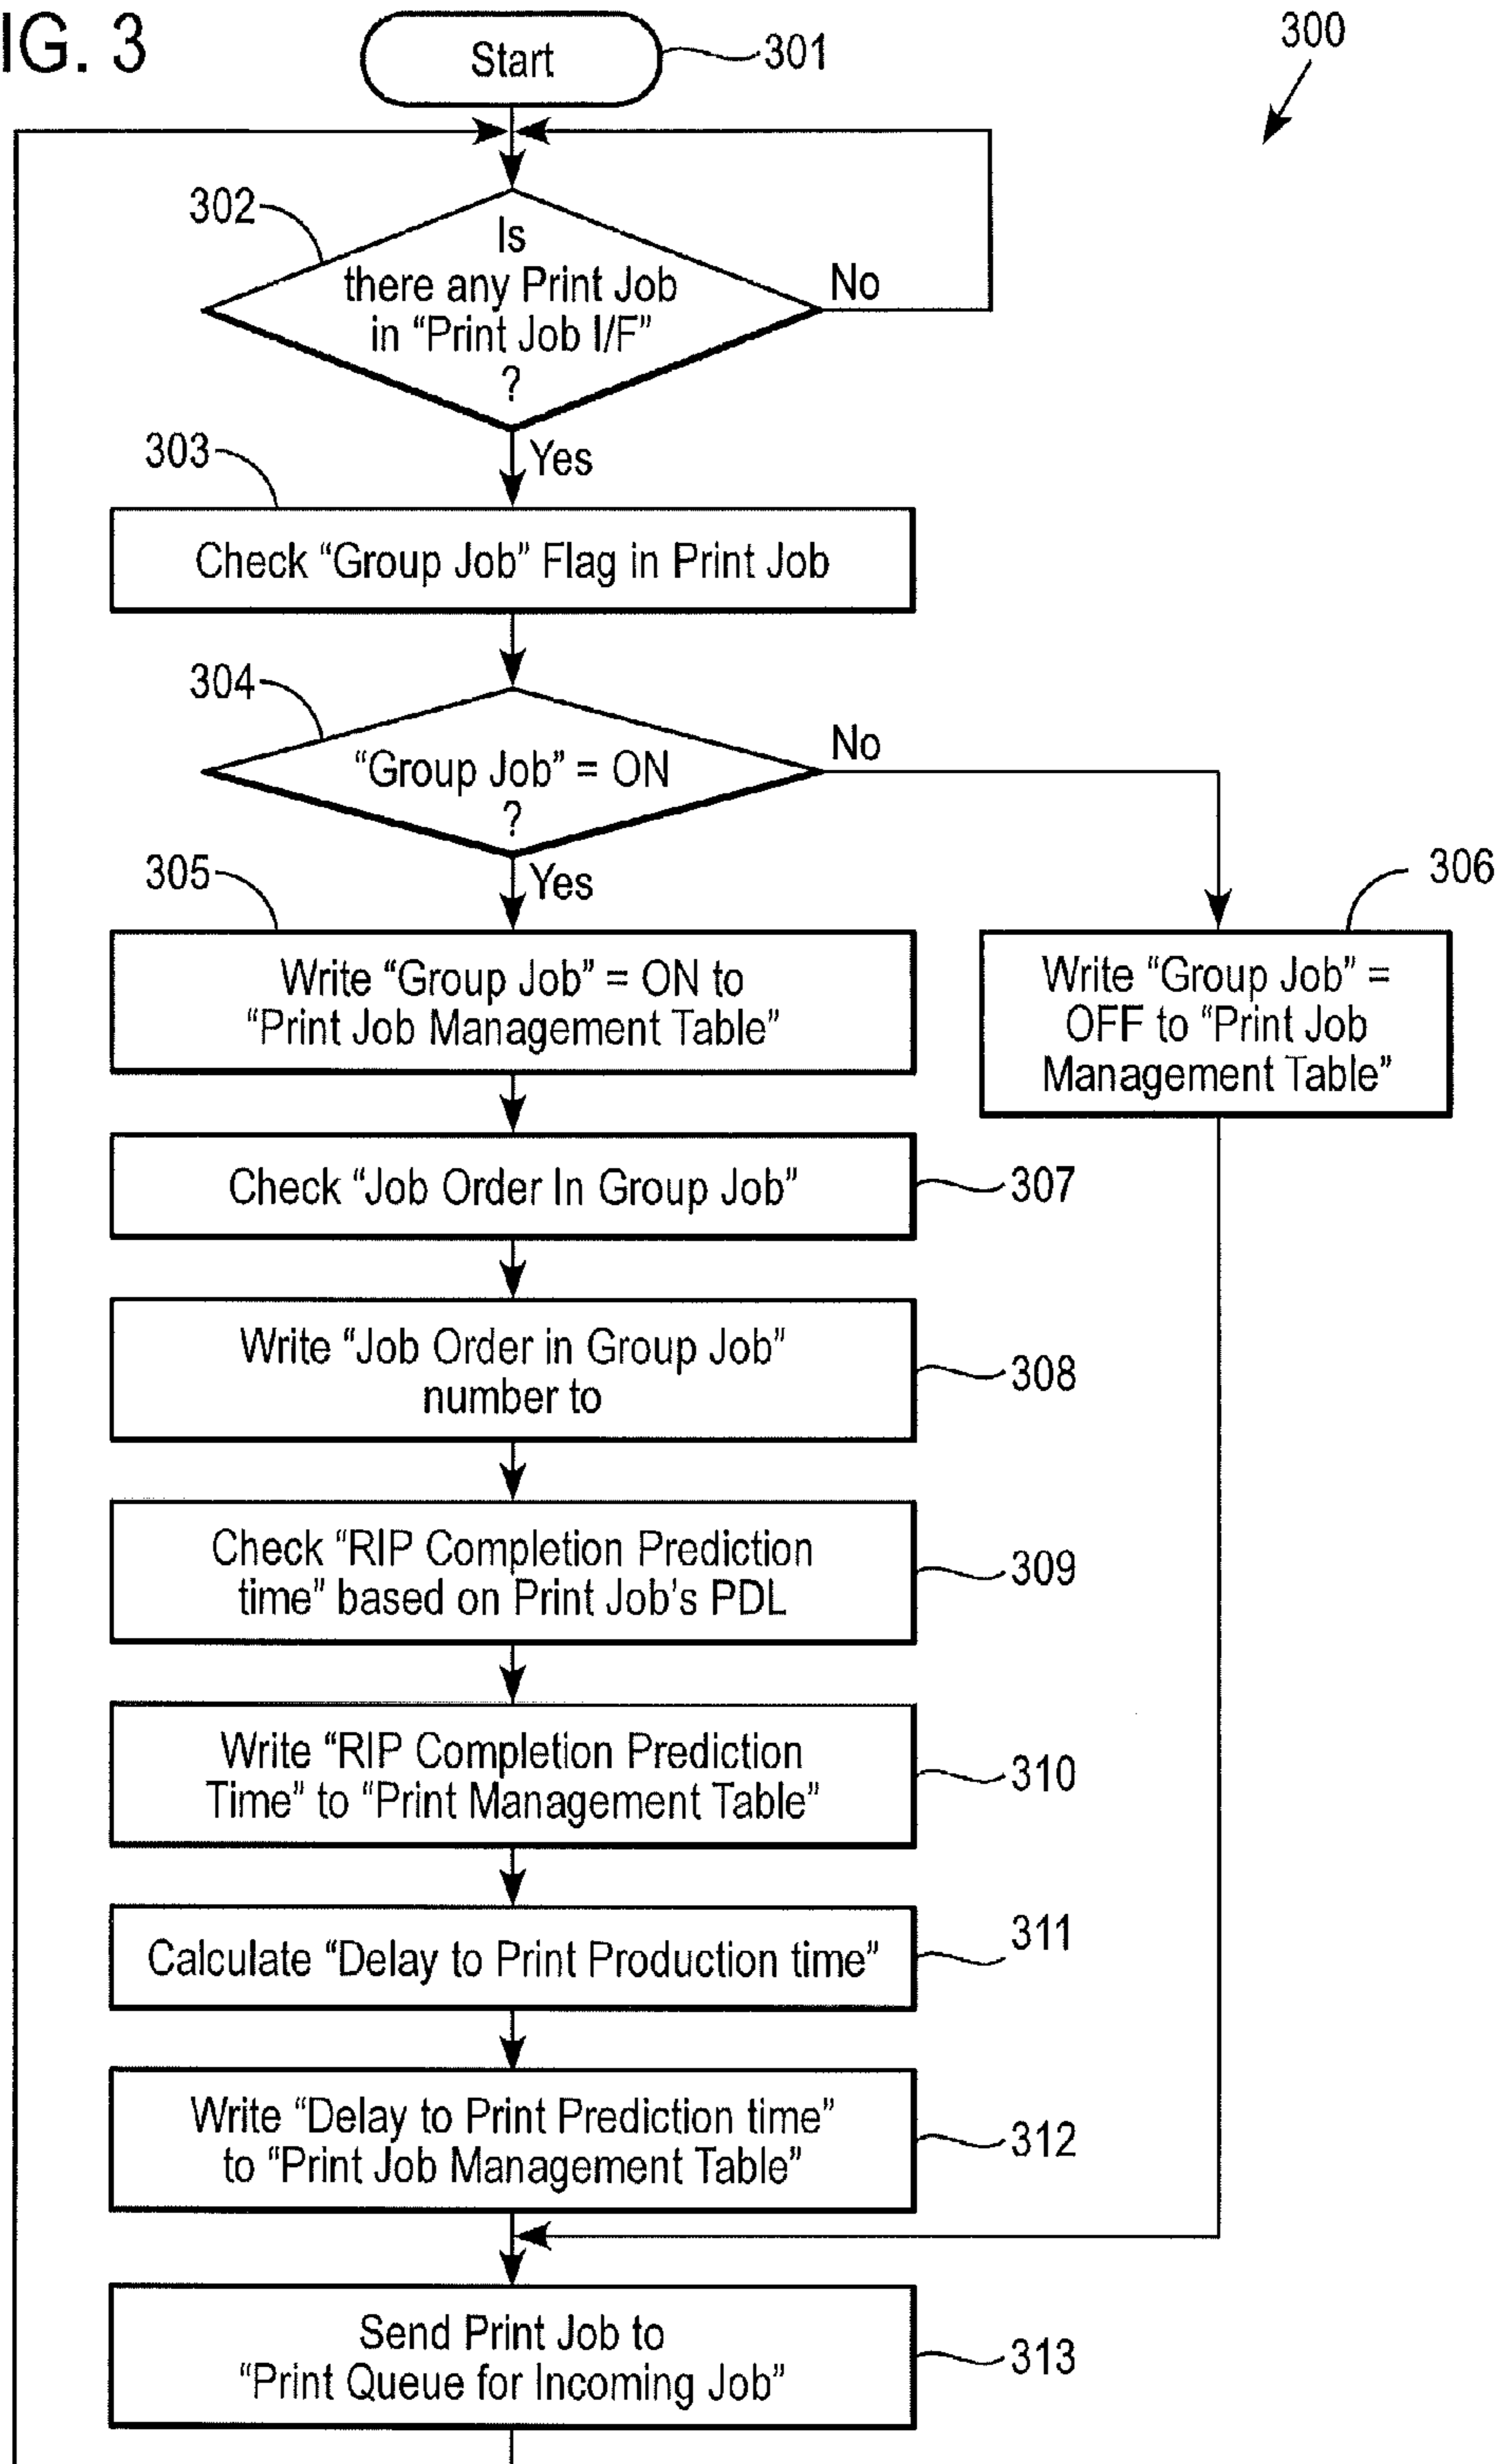 IG. 3
300
Start
301
302
Is
there any Print Job
in “Print Job I/F”
?
No
Yes
303
Check “Group Job” Flag in Print Job
304
“Group Job” = ON
?
No
Yes
305
Write “Group Job” = ON to
“Print Job Management Table”
306
Write “Group Job” =
OFF to “Print Job
Management Table”
Check “Job Order In Group Job”
307
Write “Job Order in Group Job”
number to
308
Check “RIP Completion Prediction
time” based on Print Job’s PDL
309
Write “RIP Completion Prediction
Time” to “Print Management Table”
310
Calculate “Delay to Print Production time”
311
Write “Delay to Print Prediction time”
to “Print Job Management Table”
312
Send Print Job to
“Print Queue for Incoming Job”
313